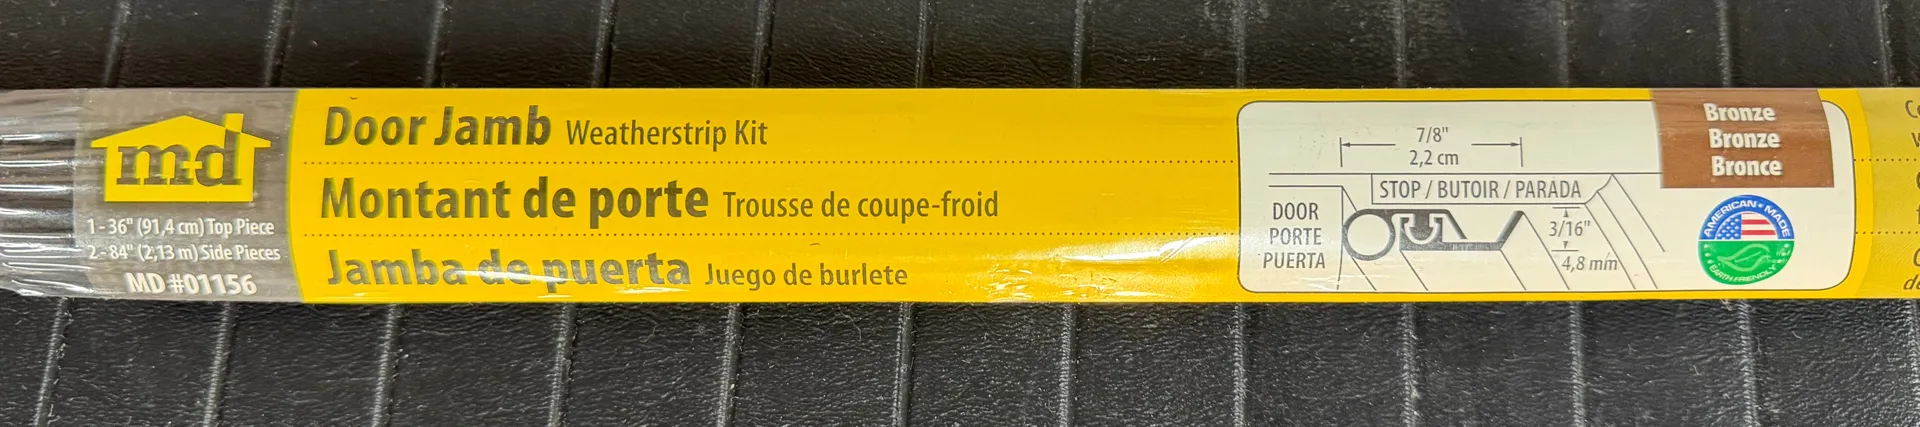 m-d
1 - 36" (91,4 cm) Top Piece
2 - 84" (2,13 m) Side Pieces
MD #01156
Door Jamb Weatherstrip Kit
Montant de porte Trousse de coupe-froid
Jamba de puerta Juego de burlete
7/8"
2,2 cm
STOP / BUTOIR / PARADA
DOOR
PORTE
PUERTA
3/16"
4,8 mm
Bronze
Bronze
Bronce
AMERICAN • MADE
EARTH-FRIENDLY